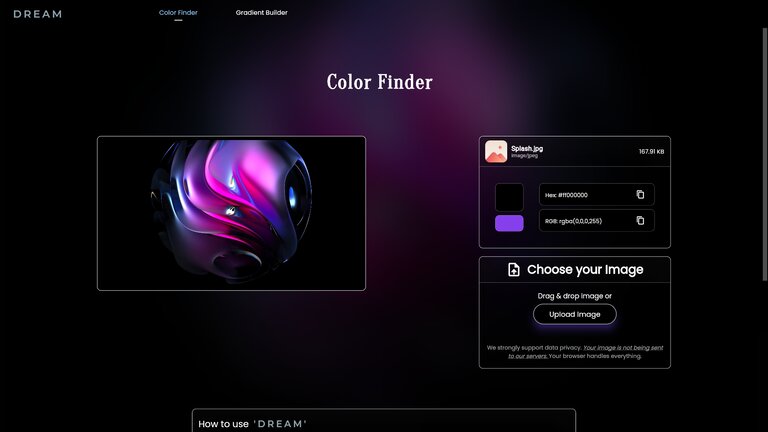 DREAM
Color Finder
Gradient Builder
Color Finder
Splash.jpg
image/jpeg
167.91 KB
Hex: #ff000000
RGB: rgba(0,0,0,255)
Choose your Image
Drag & drop image or
Upload Image
We strongly support data privacy. Your image is not being sent
to our servers. Your browser handles everything.
How to use 'DREAM'